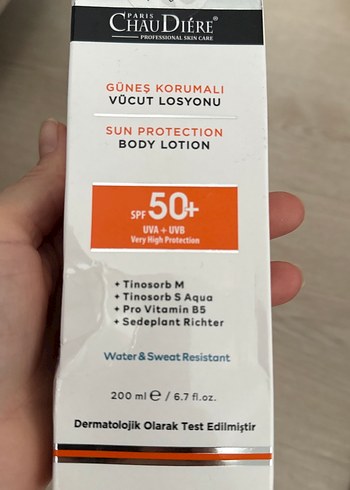 PARIS
CHAUDIÉRE®
PROFESSIONAL SKIN CARE
GÜNEŞ KORUMALI
VÜCUT LOSYONU
SUN PROTECTION
BODY LOTION
SPF 50+
UVA + UVB
Very High Protection
✦ Tinosorb M
✦ Tinosorb S Aqua
✦ Pro Vitamin B5
✦ Sedeplant Richter
Water & Sweat Resistant
200 ml ℮ / 6.7 fl.oz.
Dermatolojik Olarak Test Edilmiştir